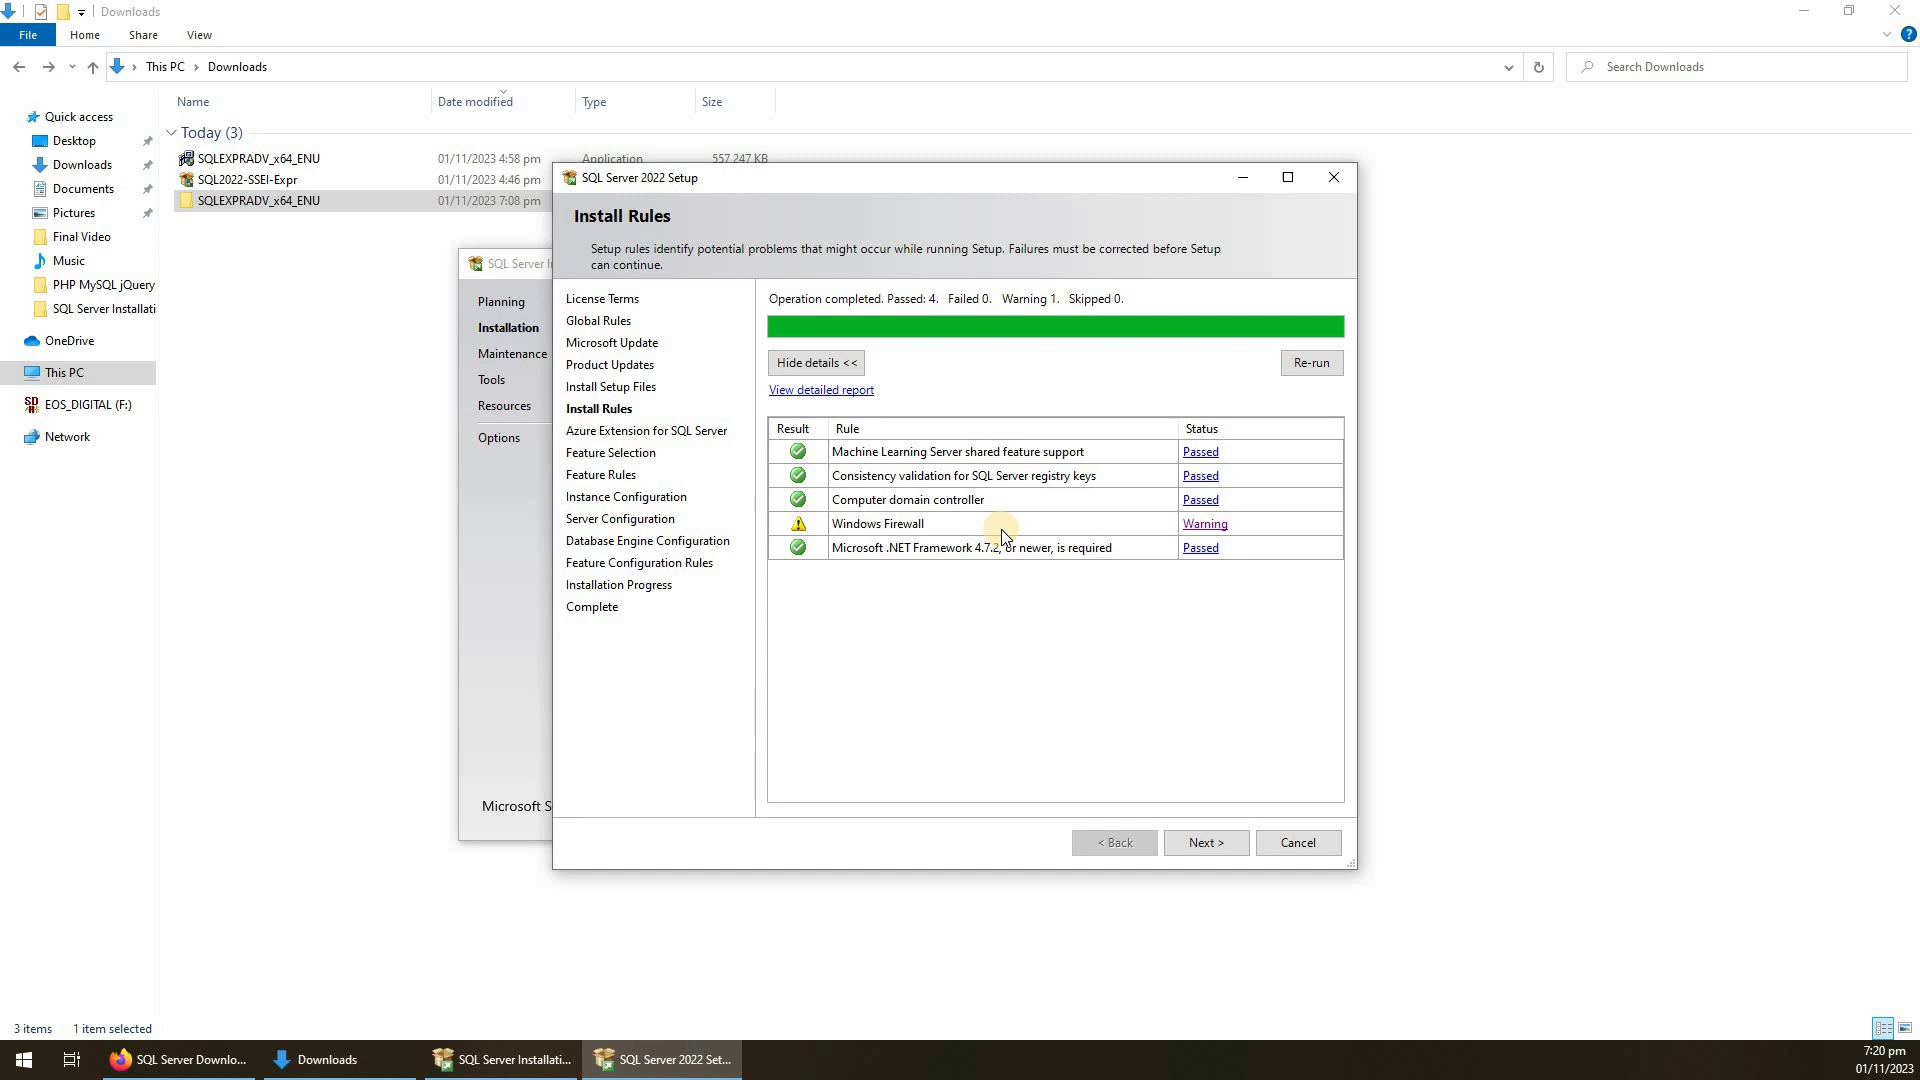 Downloads
File Home Share View
This PC > Downloads
Search Downloads
Name Date modified Type Size
Quick access
Desktop
Downloads
Documents
Pictures
Final Video
Music
PHP MySQL jQuery
SQL Server Installati
OneDrive
This PC
EOS_DIGITAL (F:)
Network
Today (3)
SQLEXPRADV_x64_ENU 01/11/2023 4:58 pm Application 557,247 KB
SQL2022-SSEI-Expr 01/11/2023 4:46 pm
SQLEXPRADV_x64_ENU 01/11/2023 7:08 pm
SQL Server I
Planning
Installation
Maintenance
Tools
Resources
Options
Microsoft S
SQL Server 2022 Setup
Install Rules
Setup rules identify potential problems that might occur while running Setup. Failures must be corrected before Setup
can continue.
License Terms
Global Rules
Microsoft Update
Product Updates
Install Setup Files
Install Rules
Azure Extension for SQL Server
Feature Selection
Feature Rules
Instance Configuration
Server Configuration
Database Engine Configuration
Feature Configuration Rules
Installation Progress
Complete
Operation completed. Passed: 4. Failed 0. Warning 1. Skipped 0.
Hide details << Re-run
View detailed report
Result Rule Status
Machine Learning Server shared feature support Passed
Consistency validation for SQL Server registry keys Passed
Computer domain controller Passed
Windows Firewall Warning
Microsoft .NET Framework 4.7.2, or newer, is required Passed
< Back Next > Cancel
3 items 1 item selected
SQL Server Downlo... Downloads SQL Server Installati... SQL Server 2022 Set...
7:20 pm
01/11/2023